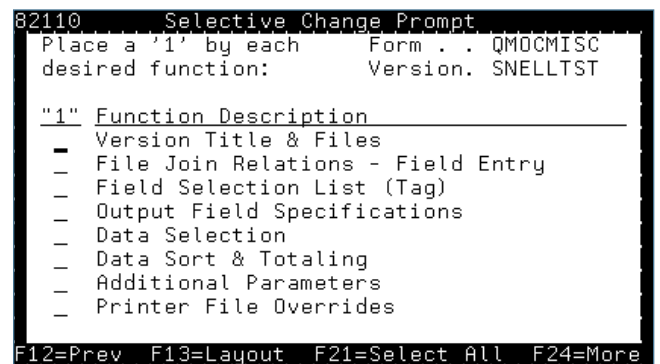 82110 Selective Change Prompt
Place a '1' by each Form . . QMOCMISC
desired function: Version. SNELLTST
"1" Function Description
_ Version Title & Files
_ File Join Relations - Field Entry
_ Field Selection List (Tag)
_ Output Field Specifications
_ Data Selection
_ Data Sort & Totaling
_ Additional Parameters
_ Printer File Overrides
F12=Prev F13=Layout F21=Select All F24=More